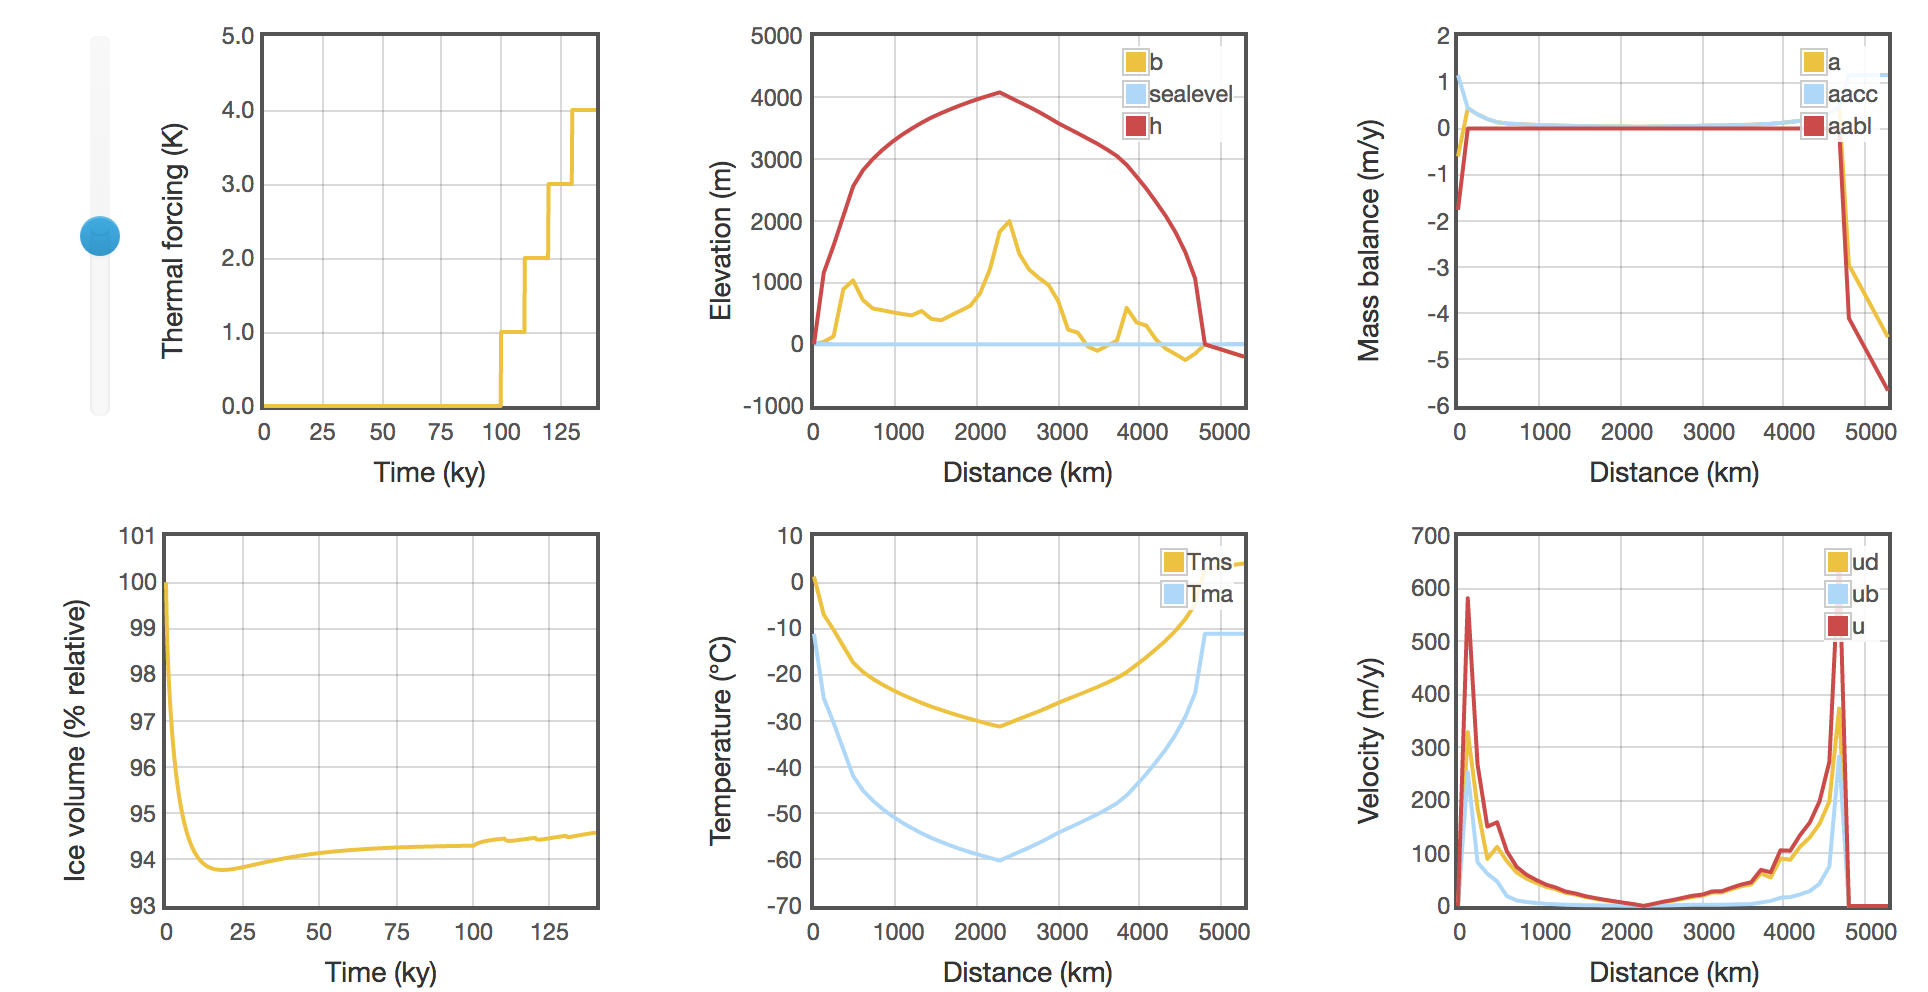 5.0
4.0
3.0
2.0
1.0
0.0
Thermal forcing (K)
0 25 50 75 100 125
Time (ky)
5000
4000
3000
2000
1000
0
-1000
Elevation (m)
b
sealevel
h
0 1000 2000 3000 4000 5000
Distance (km)
2
1
0
-1
-2
-3
-4
-5
-6
Mass balance (m/y)
a
aacc
aabl
0 1000 2000 3000 4000 5000
Distance (km)
101
100
99
98
97
96
95
94
93
Ice volume (% relative)
0 25 50 75 100 125
Time (ky)
10
0
-10
-20
-30
-40
-50
-60
-70
Temperature (°C)
Tms
Tma
0 1000 2000 3000 4000 5000
Distance (km)
700
600
500
400
300
200
100
0
Velocity (m/y)
ud
ub
u
0 1000 2000 3000 4000 5000
Distance (km)